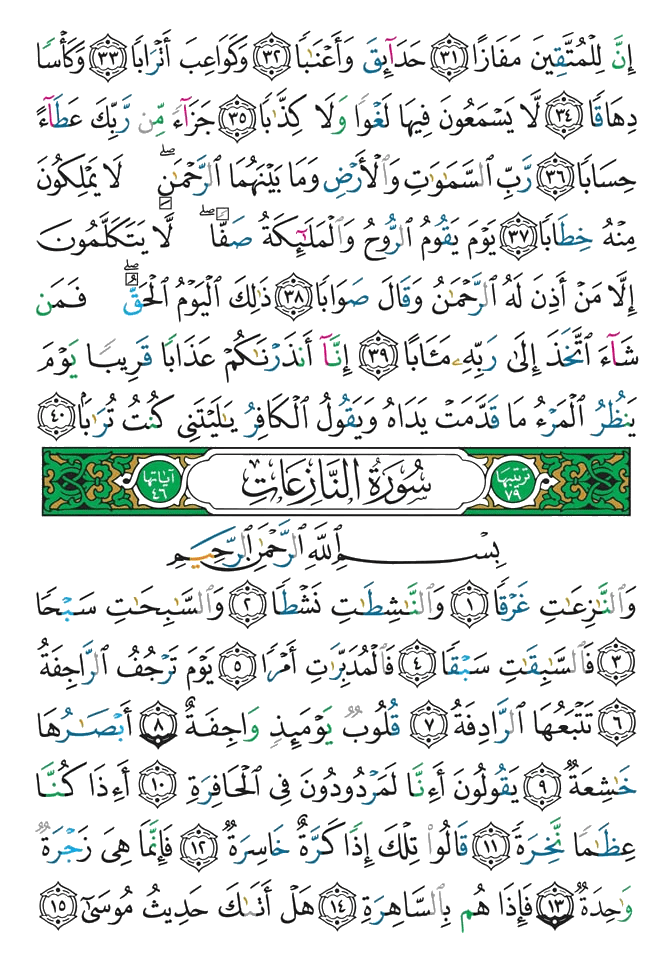 إِنَّ لِلْمُتَّقِينَ مَفَازًا ٣١ حَدَآئِقَ وَأَعْنَٰبًا ٣٢ وَكَوَاعِبَ أَتْرَابًا ٣٣ وَكَأْسًا
دِهَاقًا ٣٤ لَّا يَسْمَعُونَ فِيهَا لَغْوًا وَلَا كِذَّٰبًا ٣٥ جَزَآءً مِّن رَّبِّكَ عَطَآءً
حِسَابًا ٣٦ رَّبِّ ٱلسَّمَٰوَٰتِ وَٱلْأَرْضِ وَمَا بَيْنَهُمَا ٱلرَّحْمَٰنِ ۖ لَا يَمْلِكُونَ
مِنْهُ خِطَابًا ٣٧ يَوْمَ يَقُومُ ٱلرُّوحُ وَٱلْمَلَٰٓئِكَةُ صَفًّا ۖ لَّا يَتَكَلَّمُونَ
إِلَّا مَنْ أَذِنَ لَهُ ٱلرَّحْمَٰنُ وَقَالَ صَوَابًا ٣٨ ذَٰلِكَ ٱلْيَوْمُ ٱلْحَقُّ ۖ فَمَن
شَآءَ ٱتَّخَذَ إِلَىٰ رَبِّهِۦ مَـَٔابًا ٣٩ إِنَّآ أَنذَرْنَٰكُمْ عَذَابًا قَرِيبًا يَوْمَ
يَنظُرُ ٱلْمَرْءُ مَا قَدَّمَتْ يَدَاهُ وَيَقُولُ ٱلْكَافِرُ يَٰلَيْتَنِى كُنتُ تُرَٰبًۢا ٤٠
ترتيبها ٧٩ سُورَةُ النَّازِعَاتِ آياتها ٤٦
بِسْمِ ٱللَّهِ ٱلرَّحْمَٰنِ ٱلرَّحِيمِ
وَٱلنَّٰزِعَٰتِ غَرْقًا ١ وَٱلنَّٰشِطَٰتِ نَشْطًا ٢ وَٱلسَّٰبِحَٰتِ سَبْحًا
٣ فَٱلسَّٰبِقَٰتِ سَبْقًا ٤ فَٱلْمُدَبِّرَٰتِ أَمْرًا ٥ يَوْمَ تَرْجُفُ ٱلرَّاجِفَةُ
٦ تَتْبَعُهَا ٱلرَّادِفَةُ ٧ قُلُوبٌ يَوْمَئِذٍ وَاجِفَةٌ ٨ أَبْصَٰرُهَا
خَٰشِعَةٌ ٩ يَقُولُونَ أَءِنَّا لَمَرْدُودُونَ فِى ٱلْحَافِرَةِ ١٠ أَءِذَا كُنَّا
عِظَٰمًا نَّخِرَةً ١١ قَالُوا۟ تِلْكَ إِذًا كَرَّةٌ خَاسِرَةٌ ١٢ فَإِنَّمَا هِىَ زَجْرَةٌ
وَٰحِدَةٌ ١٣ فَإِذَا هُم بِٱلسَّاهِرَةِ ١٤ هَلْ أَتَىٰكَ حَدِيثُ مُوسَىٰٓ ١٥